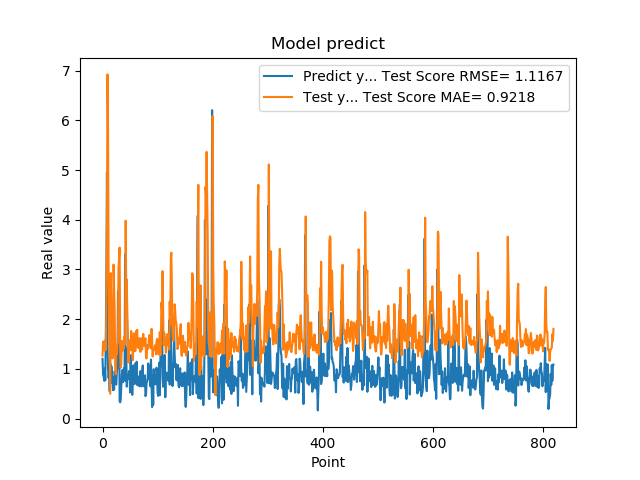 Model predict
Predict y... Test Score RMSE= 1.1167
Test y... Test Score MAE= 0.9218
Real value
7
6
5
4
3
2
1
0
0 200 400 600 800
Point